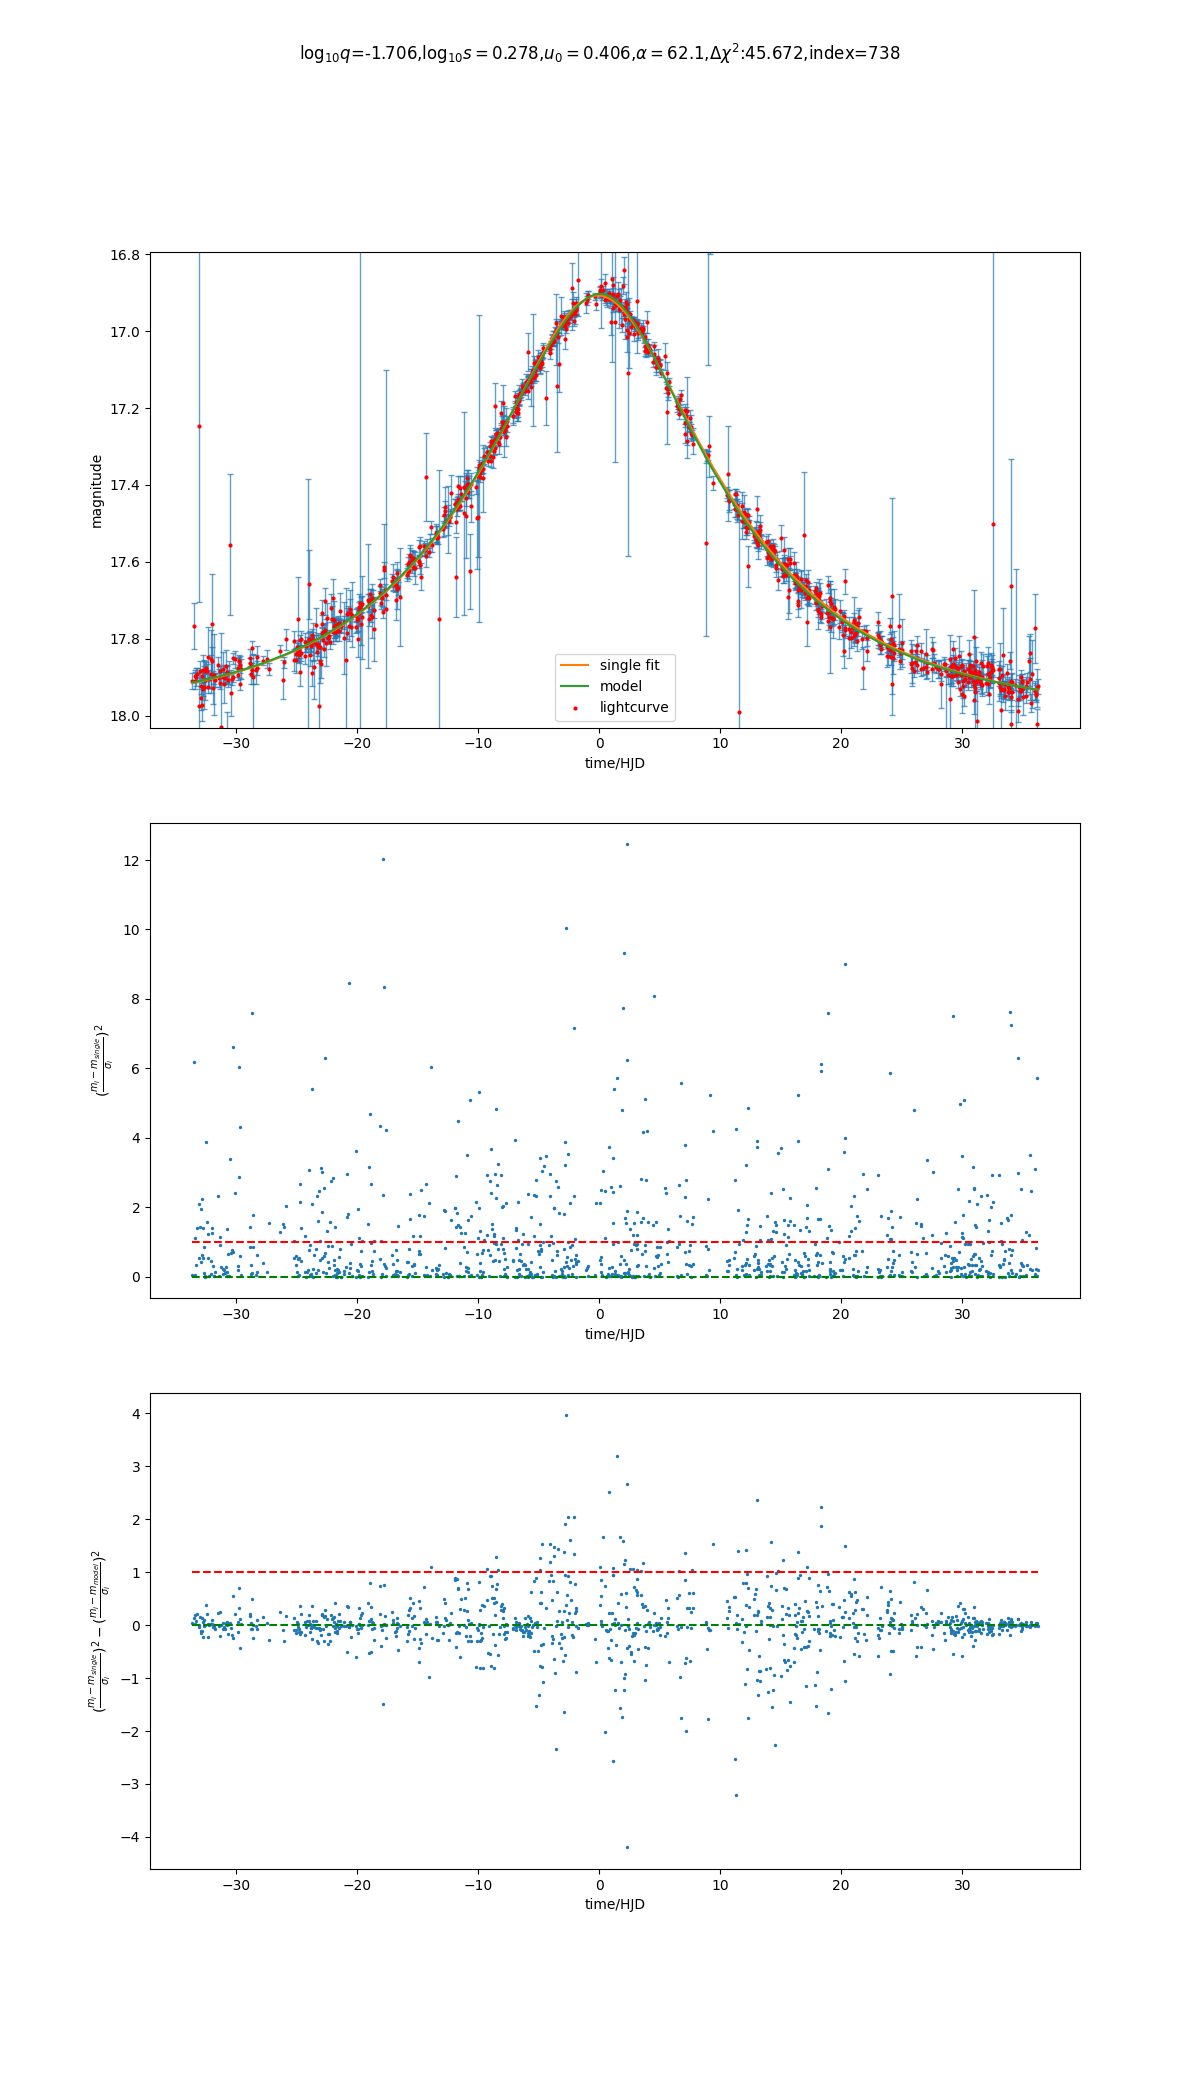 log₁₀q=-1.706,log₁₀s = 0.278,u₀ = 0.406,α = 62.1,Δχ²:45.672,index=738
16.8
17.0
17.2
17.4
17.6
17.8
18.0
magnitude
single fit
model
lightcurve
−30 −20 −10 0 10 20 30
time/HJD
12
10
8
6
4
2
0
((mᵢ − m_single)/σᵢ)²
−30 −20 −10 0 10 20 30
time/HJD
4
3
2
1
0
−1
−2
−3
−4
((mᵢ − m_single)/σᵢ)² − ((mᵢ − m_model)/σᵢ)²
−30 −20 −10 0 10 20 30
time/HJD